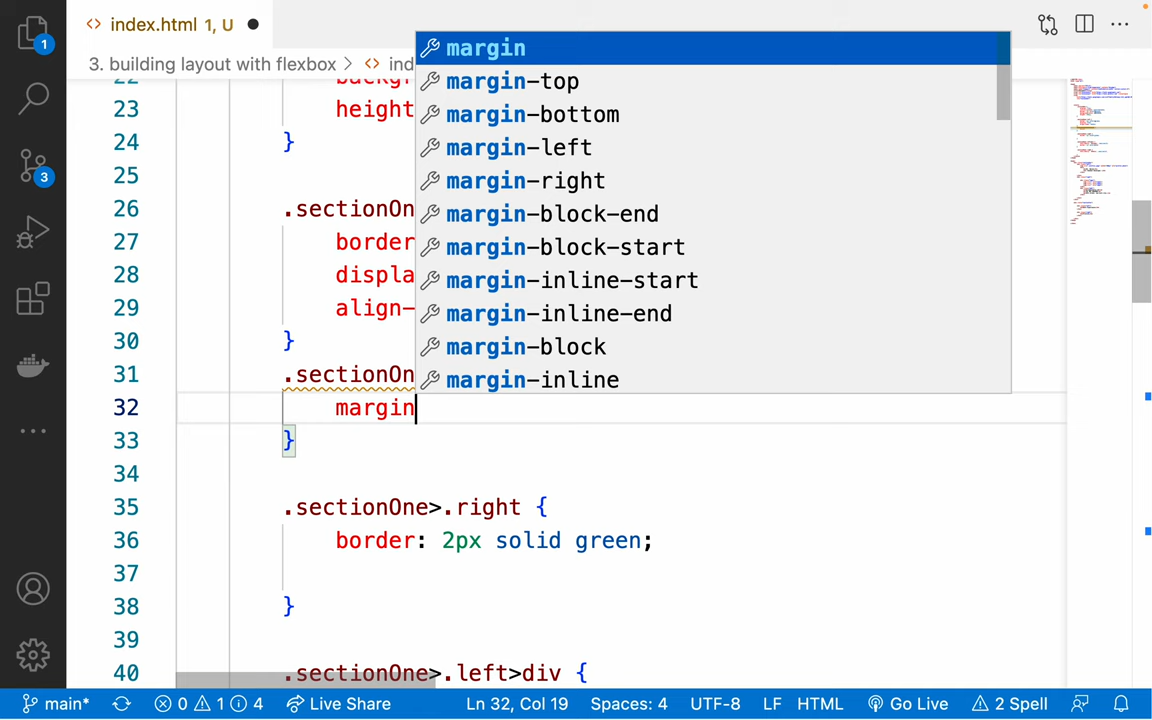 index.html 1, U
1
3. building layout with flexbox > <> ind
margin
margin-top
margin-bottom
margin-left
margin-right
margin-block-end
margin-block-start
margin-inline-start
margin-inline-end
margin-block
margin-inline
3
23 height
24 }
25
26 .sectionOn
27 border
28 displa
29 align-
30 }
31 .sectionOn
32 margin
33 }
34
35 .sectionOne>.right {
36 border: 2px solid green;
37
38 }
39
40 .sectionOne>.left>div {
main* 0 1 4 Live Share Ln 32, Col 19 Spaces: 4 UTF-8 LF HTML Go Live 2 Spell